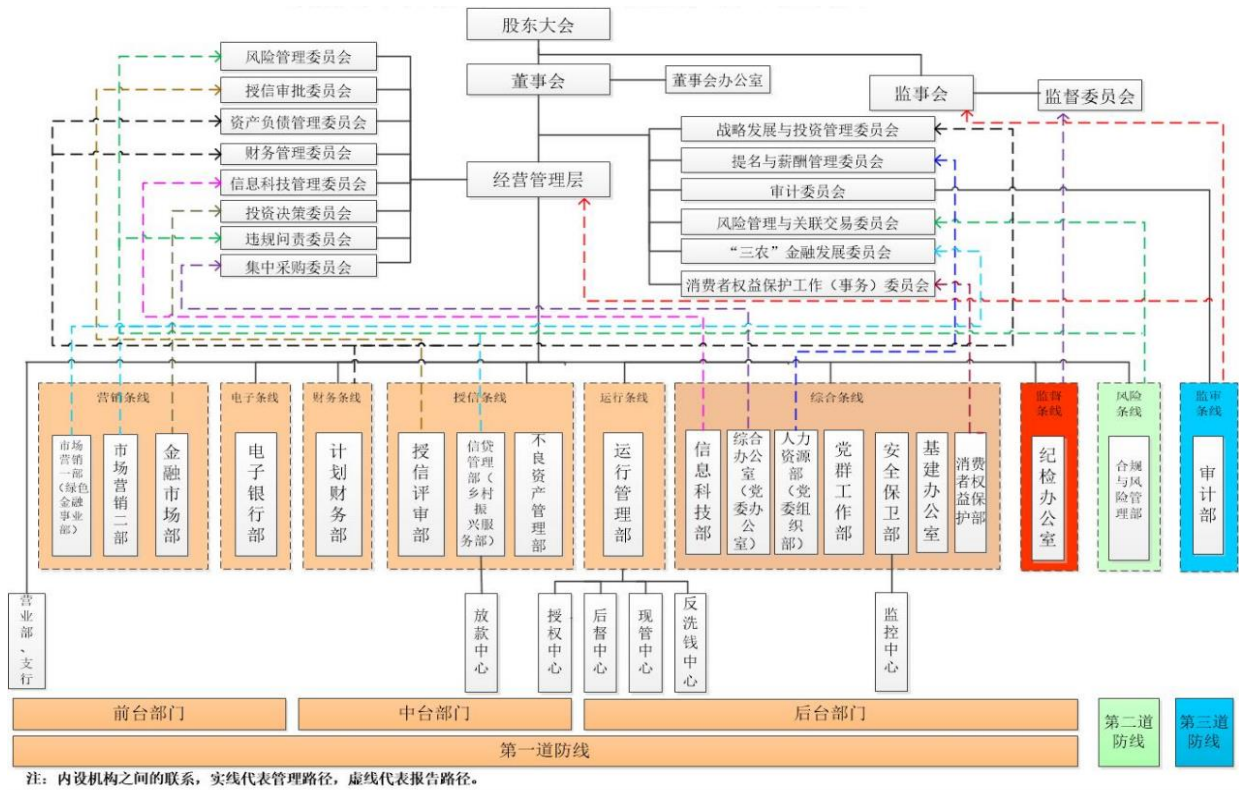 股东大会
董事会
董事会办公室
监事会
监督委员会
风险管理委员会
授信审批委员会
资产负债管理委员会
财务管理委员会
信息科技管理委员会
投资决策委员会
违规问责委员会
集中采购委员会
经营管理层
战略发展与投资管理委员会
提名与薪酬管理委员会
审计委员会
风险管理与关联交易委员会
“三农”金融发展委员会
消费者权益保护工作（事务）委员会
营销条线
市场
营销
一部
（绿色
金融
事业
部）
市场营销二部
金融市场部
电子条线
电子银行部
财务条线
计划财务部
授信条线
授信评审部
信贷
管理
部（
乡村
振
兴服
务部）
不良资产管理部
运行条线
运行管理部
综合条线
信息科技部
综合
办公
室
（党
委办
公
室）
人力
资源
部
（党
委组
织
部）
党群工作部
安全保卫部
基建办公室
消费
者权
益保
护部
监督
条线
纪检办公室
风险
条线
合规
与风
险管
理部
监审条线
审计部
营业部、支行
放款中心
授权中心
后督中心
现管中心
反洗钱中心
监控中心
前台部门
中台部门
后台部门
第一道防线
第二道
防线
第三道
防线
注：内设机构之间的联系，实线代表管理路径，虚线代表报告路径。